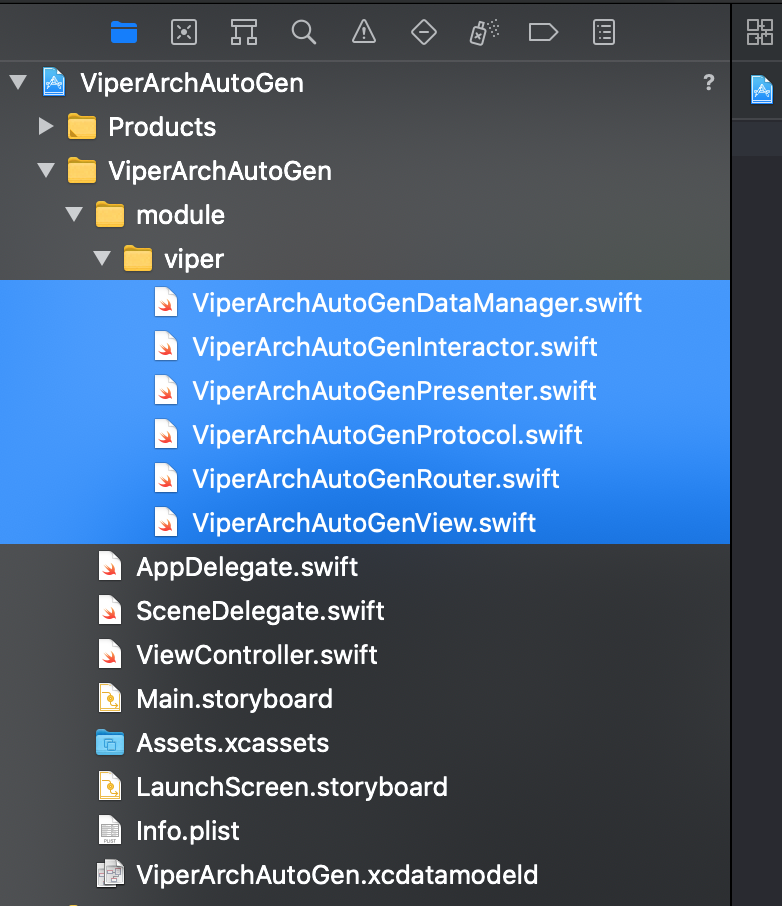 ViperArchAutoGen ?
Products
ViperArchAutoGen
module
viper
ViperArchAutoGenDataManager.swift
ViperArchAutoGenInteractor.swift
ViperArchAutoGenPresenter.swift
ViperArchAutoGenProtocol.swift
ViperArchAutoGenRouter.swift
ViperArchAutoGenView.swift
AppDelegate.swift
SceneDelegate.swift
ViewController.swift
Main.storyboard
Assets.xcassets
LaunchScreen.storyboard
Info.plist
ViperArchAutoGen.xcdatamodeld